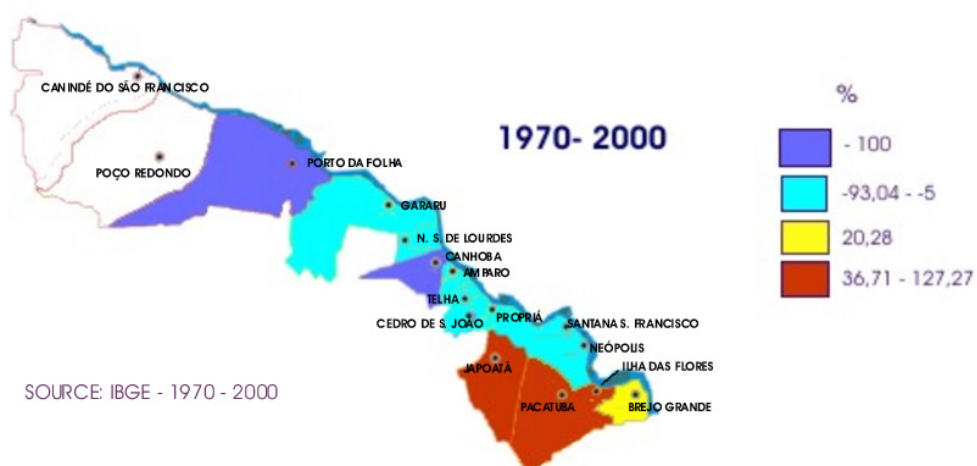 CANINDÉ DO SÃO FRANCISCO
POÇO REDONDO
PORTO DA FOLHA
GARARU
N. S. DE LOURDES
CANHOBA
AMPARO
TELHA
CEDRO DE S. JOÃO
PROPRIÁ
SANTANA S. FRANCISCO
NEÓPOLIS
ILHA DAS FLORES
JAPOATÃ
PACATUBA
BREJO GRANDE
1970- 2000
%
- 100
-93,04 - -5
20,28
36,71 - 127,27
SOURCE: IBGE - 1970 - 2000